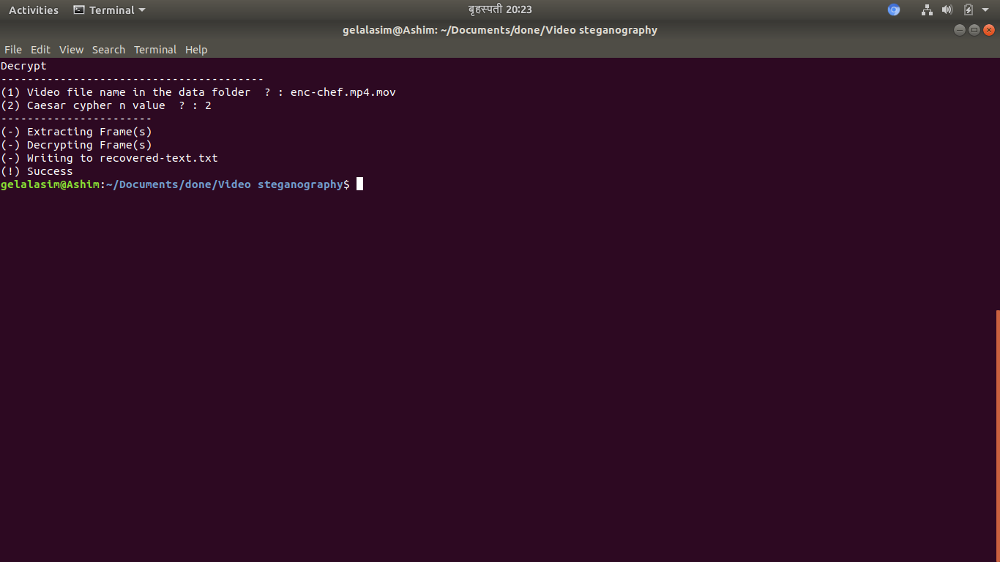 Activities Terminal बृहस्पती 20:23
gelalasim@Ashim: ~/Documents/done/Video steganography
File Edit View Search Terminal Help
Decrypt
----------------------------------------
(1) Video file name in the data folder  ? : enc-chef.mp4.mov
(2) Caesar cypher n value  ? : 2
-----------------------
(-) Extracting Frame(s)
(-) Decrypting Frame(s)
(-) Writing to recovered-text.txt
(!) Success
gelalasim@Ashim:~/Documents/done/Video steganography$